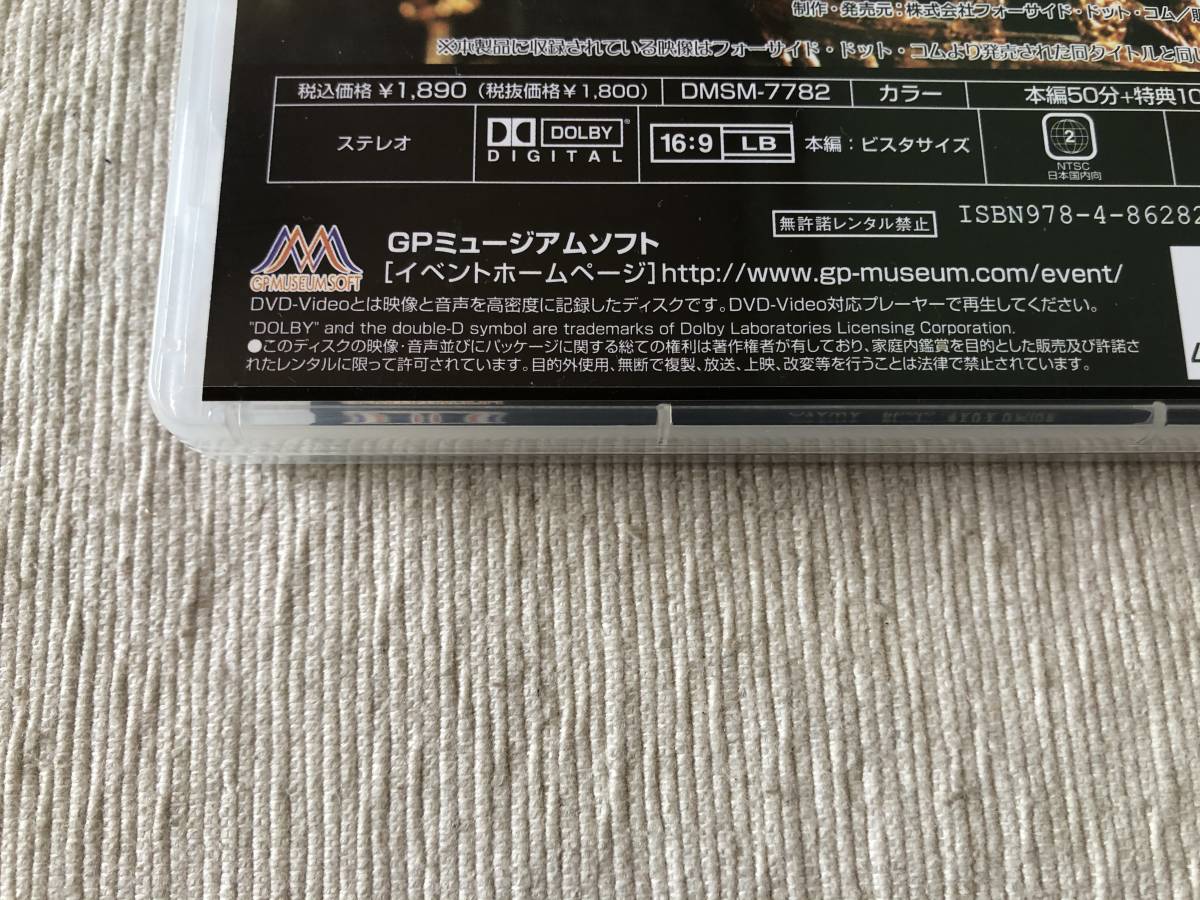 制作・発売元：株式会社フォーサイド・ドット・コム／販
※本製品に収録されている映像はフォーサイド・ドット・コムより発売された同タイトルと同じ
税込価格￥1,890（税抜価格￥1,800） DMSM-7782 カラー 本編50分+特典10
ステレオ DOLBY DIGITAL 16:9 LB 本編：ビスタサイズ 2 NTSC 日本国内向
無許諾レンタル禁止 ISBN978-4-86282
GPMUSEUMSOFT
GPミュージアムソフト
[イベントホームページ]http://www.gp-museum.com/event/
DVD-Videoとは映像と音声を高密度に記録したディスクです。DVD-Video対応プレーヤーで再生してください。
"DOLBY" and the double-D symbol are trademarks of Dolby Laboratories Licensing Corporation.
●このディスクの映像・音声並びにパッケージに関する総ての権利は著作権者が有しており、家庭内鑑賞を目的とした販売及び許諾さ
れたレンタルに限って許可されています。目的外使用、無断で複製、放送、上映、改変等を行うことは法律で禁止されています。